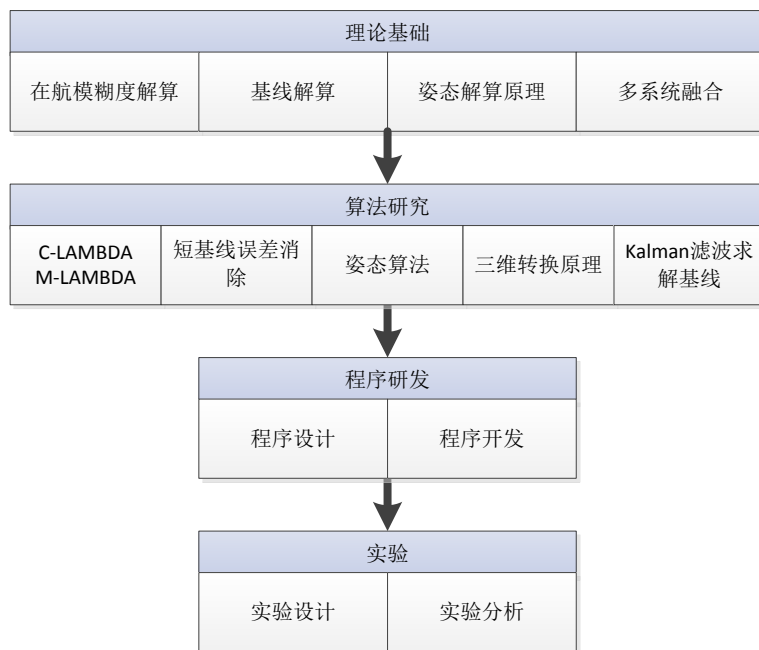 理论基础
在航模糊度解算
基线解算
姿态解算原理
多系统融合
算法研究
C-LAMBDA
M-LAMBDA
短基线误差消
除
姿态算法
三维转换原理
Kalman滤波求
解基线
程序研发
程序设计
程序开发
实验
实验设计
实验分析